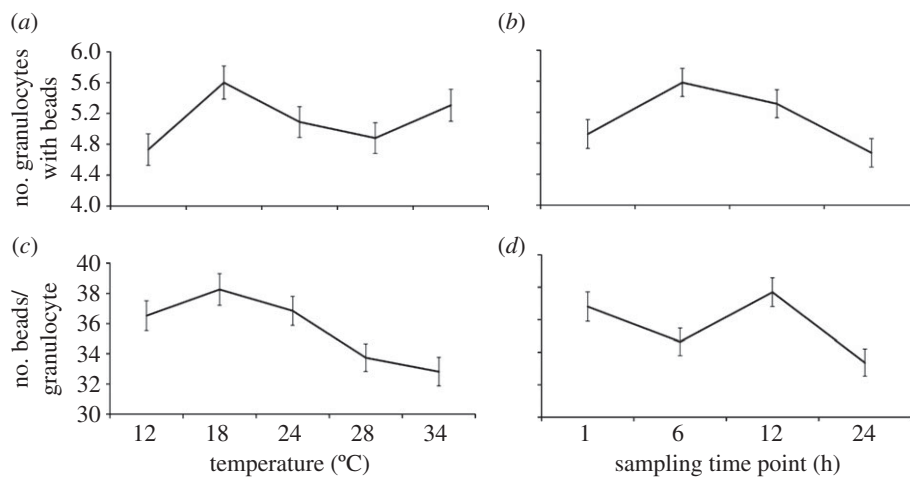 (a)
(b)
no. granulocytes
with beads
6.0
5.6
5.2
4.8
4.4
4.0
(c)
(d)
no. beads/
granulocyte
40
38
36
34
32
30
12 18 24 28 34
1 6 12 24
temperature (ºC)
sampling time point (h)